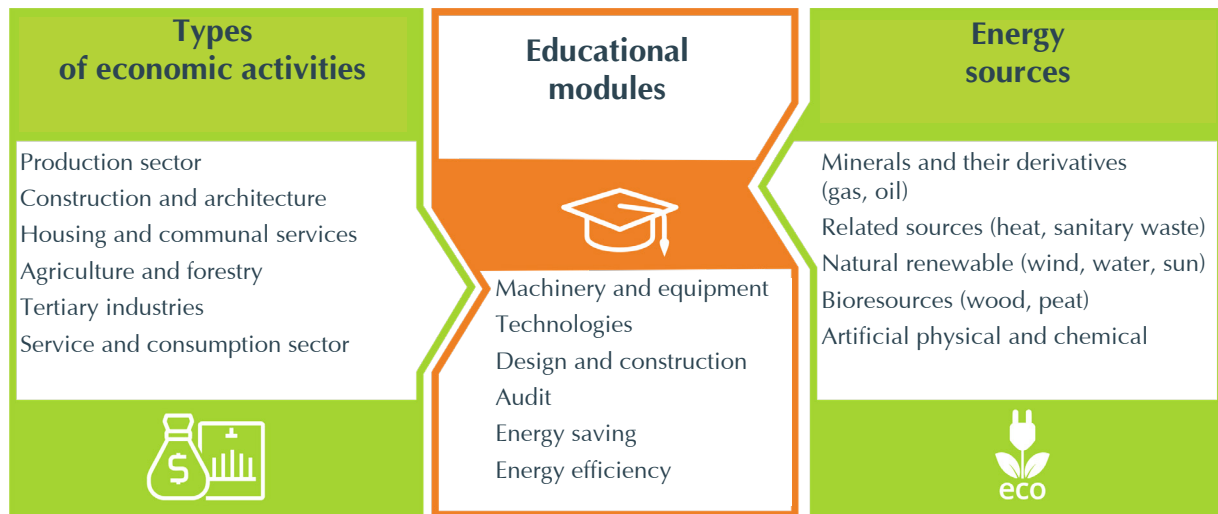 Types
of economic activities
Production sector
Construction and architecture
Housing and communal services
Agriculture and forestry
Tertiary industries
Service and consumption sector
$
Educational
modules
Machinery and equipment
Technologies
Design and construction
Audit
Energy saving
Energy efficiency
Energy
sources
Minerals and their derivatives
(gas, oil)
Related sources (heat, sanitary waste)
Natural renewable (wind, water, sun)
Bioresources (wood, peat)
Artificial physical and chemical
eco